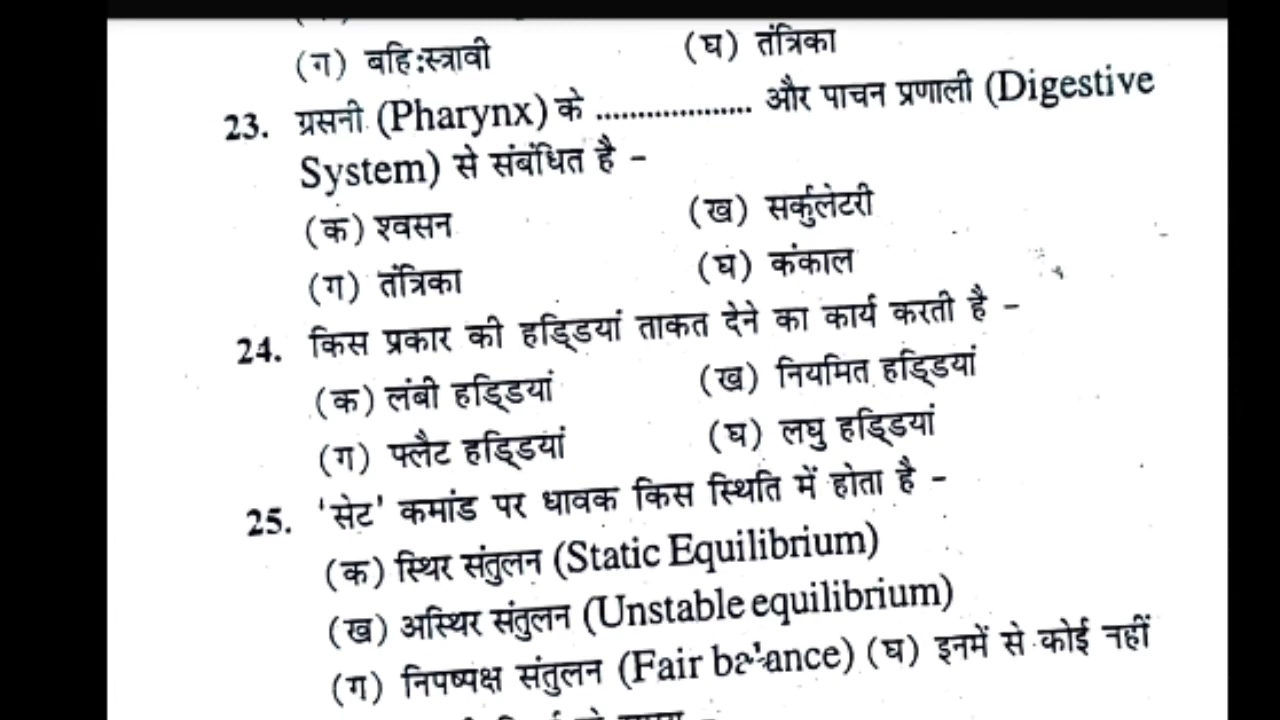 (ग) बहि:स्त्रावी (घ) तंत्रिका
23. ग्रसनी (Pharynx) के ................... और पाचन प्रणाली (Digestive
System) से संबंधित है -
(क) श्वसन (ख) सर्कुलेटरी
(ग) तंत्रिका (घ) कंकाल
24. किस प्रकार की हड्डियां ताकत देने का कार्य करती है -
(क) लंबी हड्डियां (ख) नियमित हड्डियां
(ग) फ्लैट हड्डियां (घ) लघु हड्डियां
25. 'सेट' कमांड पर धावक किस स्थिति में होता है -
(क) स्थिर संतुलन (Static Equilibrium)
(ख) अस्थिर संतुलन (Unstable equilibrium)
(ग) निपष्पक्ष संतुलन (Fair balance) (घ) इनमें से कोई नहीं